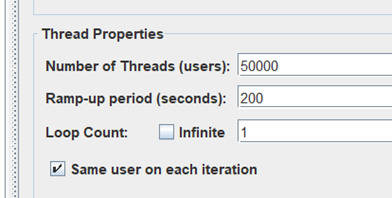 Thread Properties
Number of Threads (users): 50000
Ramp-up period (seconds): 200
Loop Count: Infinite 1
Same user on each iteration